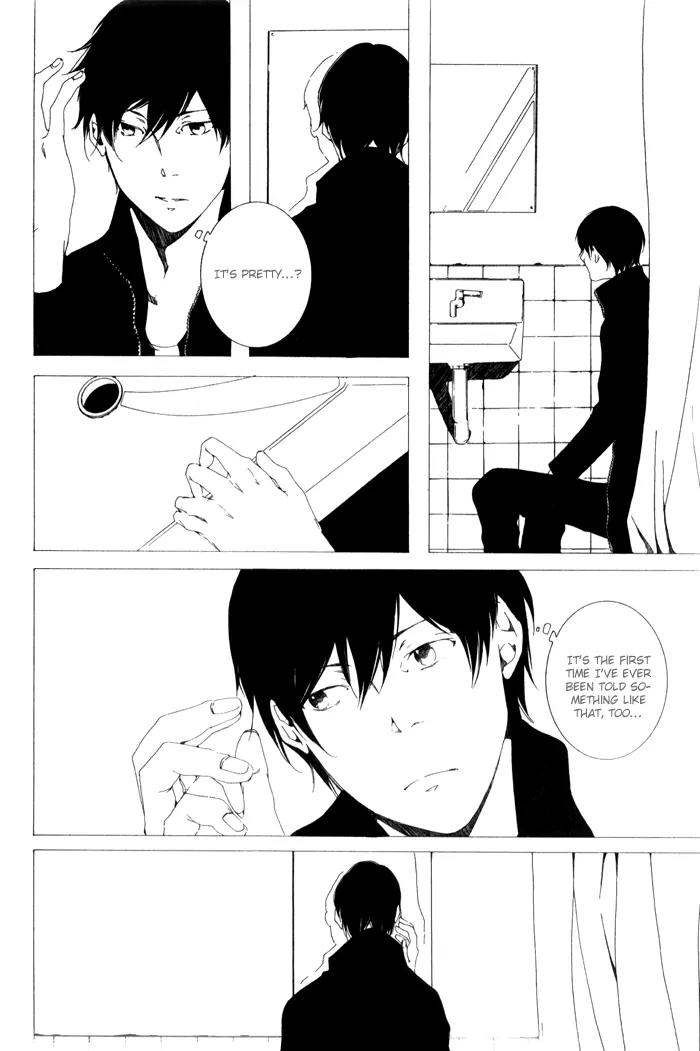 IT'S PRETTY...?
IT'S THE FIRST
TIME I'VE EVER
BEEN TOLD SO-
METHING LIKE
THAT, TOO...